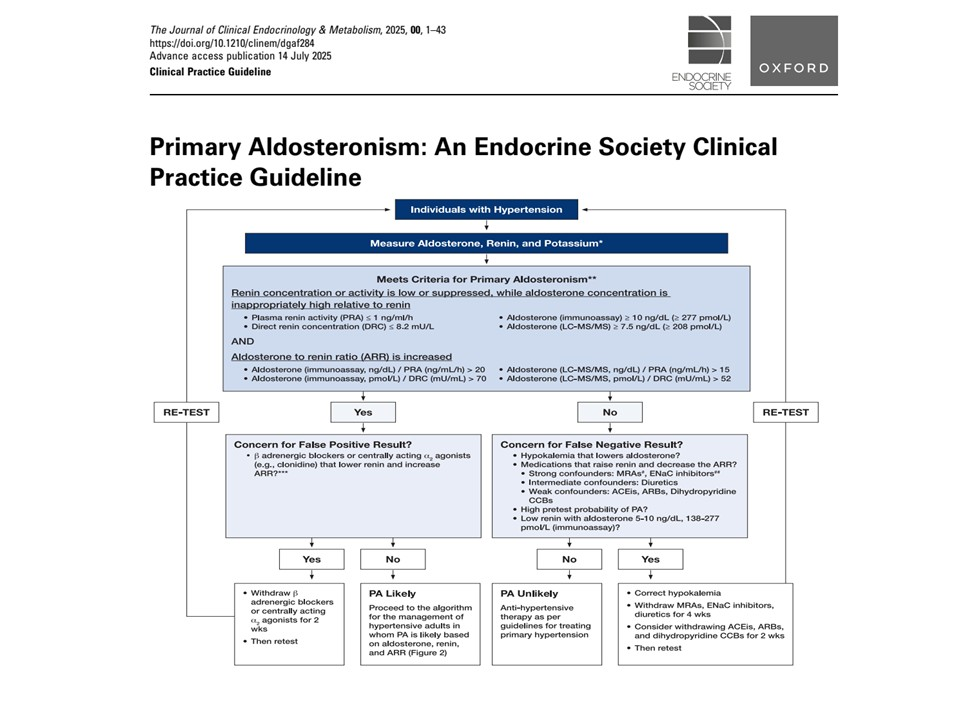 The Journal of Clinical Endocrinology & Metabolism, 2025, 00, 1–43
https://doi.org/10.1210/clinem/dgaf284
Advance access publication 14 July 2025
Clinical Practice Guideline
ENDOCRINE
SOCIETY
OXFORD
Primary Aldosteronism: An Endocrine Society Clinical
Practice Guideline
Individuals with Hypertension
Measure Aldosterone, Renin, and Potassium*
Meets Criteria for Primary Aldosteronism**
Renin concentration or activity is low or suppressed, while aldosterone concentration is
inappropriately high relative to renin
• Plasma renin activity (PRA) ≤ 1 ng/ml/h
• Direct renin concentration (DRC) ≤ 8.2 mU/L
• Aldosterone (immunoassay) ≥ 10 ng/dL (≥ 277 pmol/L)
• Aldosterone (LC-MS/MS) ≥ 7.5 ng/dL (≥ 208 pmol/L)
AND
Aldosterone to renin ratio (ARR) is increased
• Aldosterone (immunoassay, ng/dL) / PRA (ng/mL/h) > 20
• Aldosterone (immunoassay, pmol/L) / DRC (mU/mL) > 70
• Aldosterone (LC-MS/MS, ng/dL) / PRA (ng/mL/h) > 15
• Aldosterone (LC-MS/MS, pmol/L) / DRC (mU/mL) > 52
RE-TEST
Yes
No
RE-TEST
Concern for False Positive Result?
• β adrenergic blockers or centrally acting α2 agonists
(e.g., clonidine) that lower renin and increase
ARR?***
Concern for False Negative Result?
• Hypokalemia that lowers aldosterone?
• Medications that raise renin and decrease the ARR?
• Strong confounders: MRAs#, ENaC inhibitors##
• Intermediate confounders: Diuretics
• Weak confounders: ACEis, ARBs, Dihydropyridine
CCBs
• High pretest probability of PA?
• Low renin with aldosterone 5-10 ng/dL, 138-277
pmol/L (immunoassay)?
Yes
No
No
Yes
• Withdraw β
adrenergic blockers
or centrally acting
α2 agonists for 2
wks
• Then retest
PA Likely
Proceed to the algorithm
for the management of
hypertensive adults in
whom PA is likely based
on aldosterone, renin,
and ARR (Figure 2)
PA Unlikely
Anti-hypertensive
therapy as per
guidelines for treating
primary hypertension
• Correct hypokalemia
• Withdraw MRAs, ENaC inhibitors,
diuretics for 4 wks
• Consider withdrawing ACEis, ARBs,
and dihydropyridine CCBs for 2 wks
• Then retest